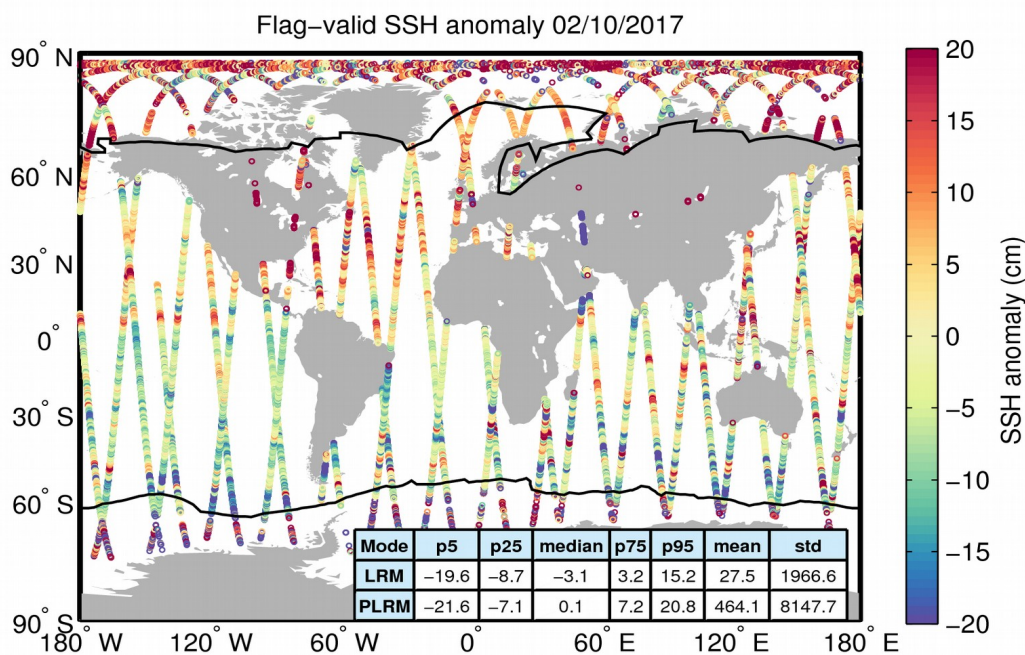 Flag−valid SSH anomaly 02/10/2017
90° N
60° N
30° N
0°
30° S
60° S
90° S
180° W
120° W
60° W
0°
60° E
120° E
180° E
Mode p5 p25 median p75 p95 mean std
LRM −19.6 −8.7 −3.1 3.2 15.2 27.5 1966.6
PLRM −21.6 −7.1 0.1 7.2 20.8 464.1 8147.7
20
15
10
5
0
−5
−10
−15
−20
SSH anomaly (cm)